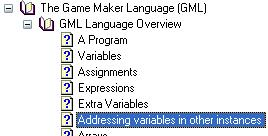 The Game Maker Language (GML)
GML Language Overview
A Program
Variables
Assignments
Expressions
Extra Variables
Addressing variables in other instances
Arrays